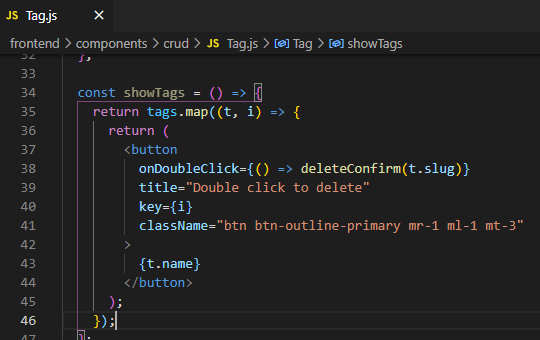 JS Tag.js ×
frontend > components > crud > JS Tag.js > Tag > showTags
32 };
33
34 const showTags = () => {
35 return tags.map((t, i) => {
36 return (
37 <button
38 onDoubleClick={() => deleteConfirm(t.slug)}
39 title="Double click to delete"
40 key={i}
41 className="btn btn-outline-primary mr-1 ml-1 mt-3"
42 >
43 {t.name}
44 </button>
45 );
46 });
47 };